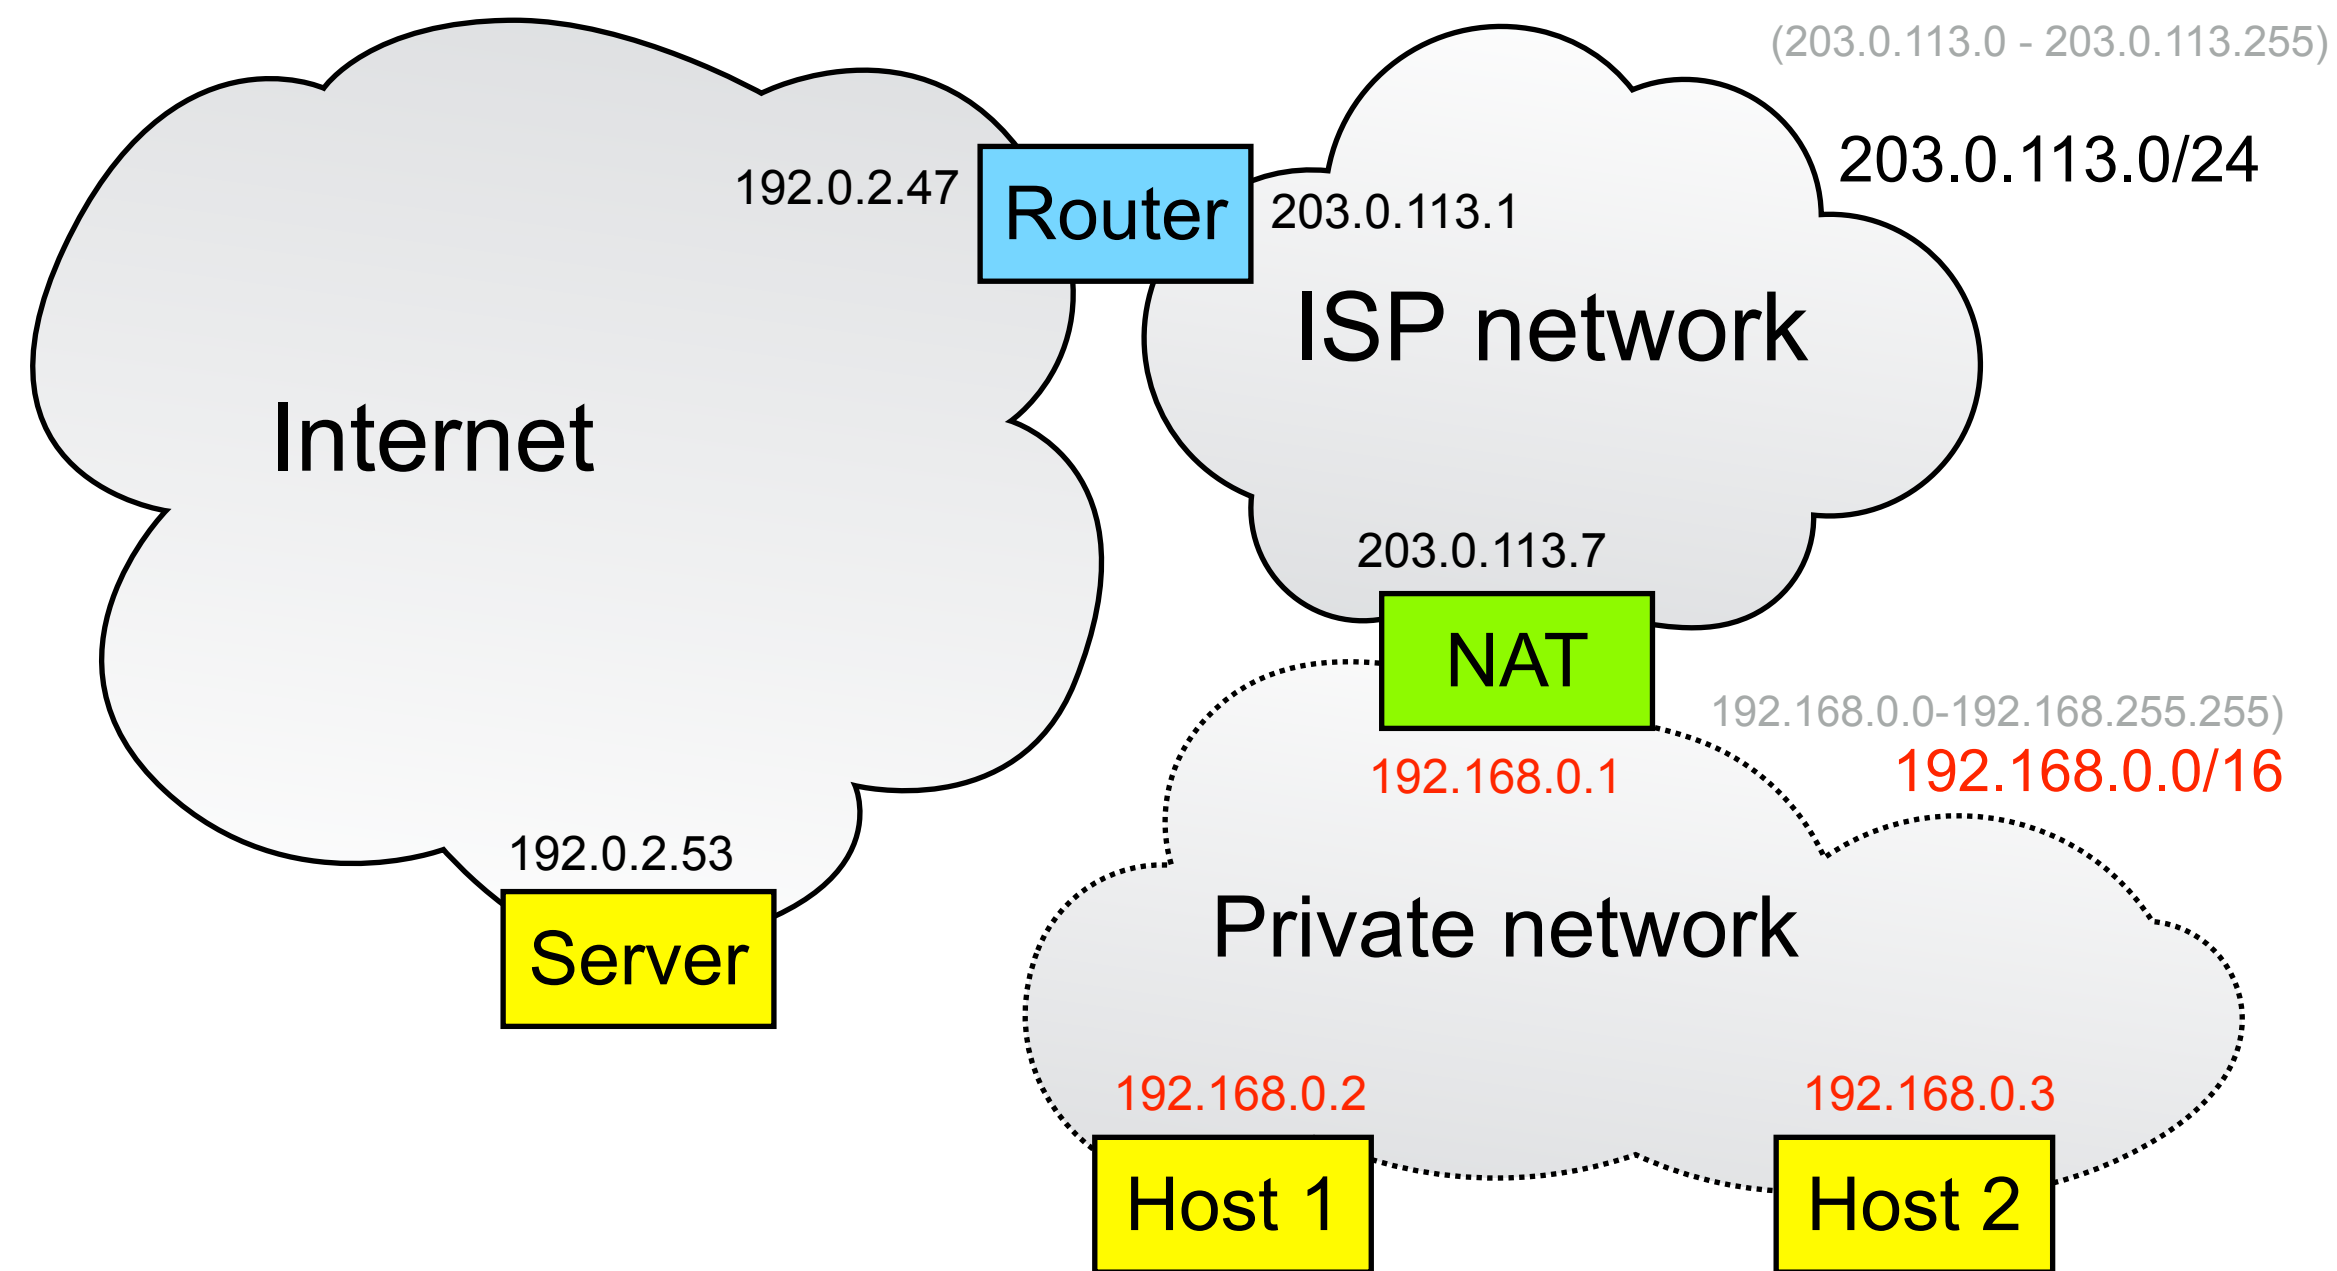 (203.0.113.0 - 203.0.113.255)
203.0.113.0/24
192.0.2.47
Router
203.0.113.1
ISP network
Internet
203.0.113.7
NAT
192.168.0.0-192.168.255.255)
192.168.0.0/16
192.168.0.1
192.0.2.53
Server
Private network
192.168.0.2
192.168.0.3
Host 1
Host 2